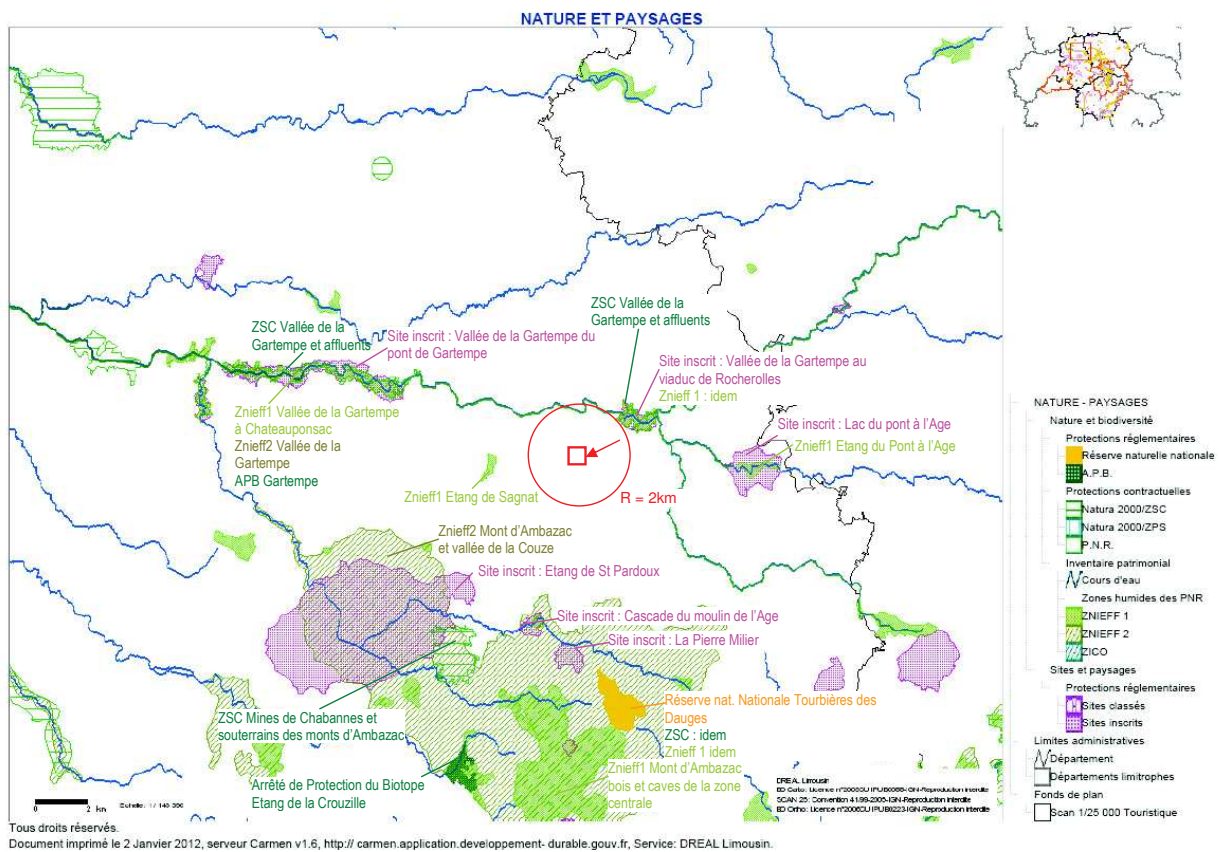 NATURE ET PAYSAGES
ZSC Vallée de la
Gartempe et affluents
Site inscrit : Vallée de la Gartempe du
pont de Gartempe
ZSC Vallée de la
Gartempe et affluents
Site inscrit : Vallée de la Gartempe au
viaduc de Rocherolles
Znieff 1 : idem
Znieff1 Vallée de la Gartempe
à Chateauponsac
Znieff2 Vallée de la
Gartempe
APB Gartempe
Site inscrit : Lac du pont à l'Age
Znieff1 Etang du Pont à l'Age
Znieff1 Etang de Sagnat
R = 2km
Znieff2 Mont d'Ambazac
et vallée de la Couze
Site inscrit : Etang de St Pardoux
Site inscrit : Cascade du moulin de l'Age
Site inscrit : La Pierre Milier
Réserve nat. Nationale Tourbières des
Dauges
ZSC : idem
Znieff 1 idem
ZSC Mines de Chabannes et
souterrains des monts d'Ambazac
Znieff1 Mont d'Ambazac
bois et caves de la zone
centrale
Arrêté de Protection du Biotope
Etang de la Crouzille
NATURE - PAYSAGES
Nature et biodiversité
Protections réglementaires
Réserve naturelle nationale
A.P.B.
Protections contractuelles
Natura 2000/ZSC
Natura 2000/ZPS
P.N.R.
Inventaire patrimonial
Cours d'eau
Zones humides des PNR
ZNIEFF 1
ZNIEFF 2
ZICO
Sites et paysages
Protections réglementaires
Sites classés
Sites inscrits
Limites administratives
Département
Départements limitrophes
Fonds de plan
Scan 1/25 000 Touristique
0 2 km
DREAL Limousin
Tous droits réservés.
Document imprimé le 2 Janvier 2012, serveur Carmen v1.6, http:// carmen.application.developpement- durable.gouv.fr, Service: DREAL Limousin.